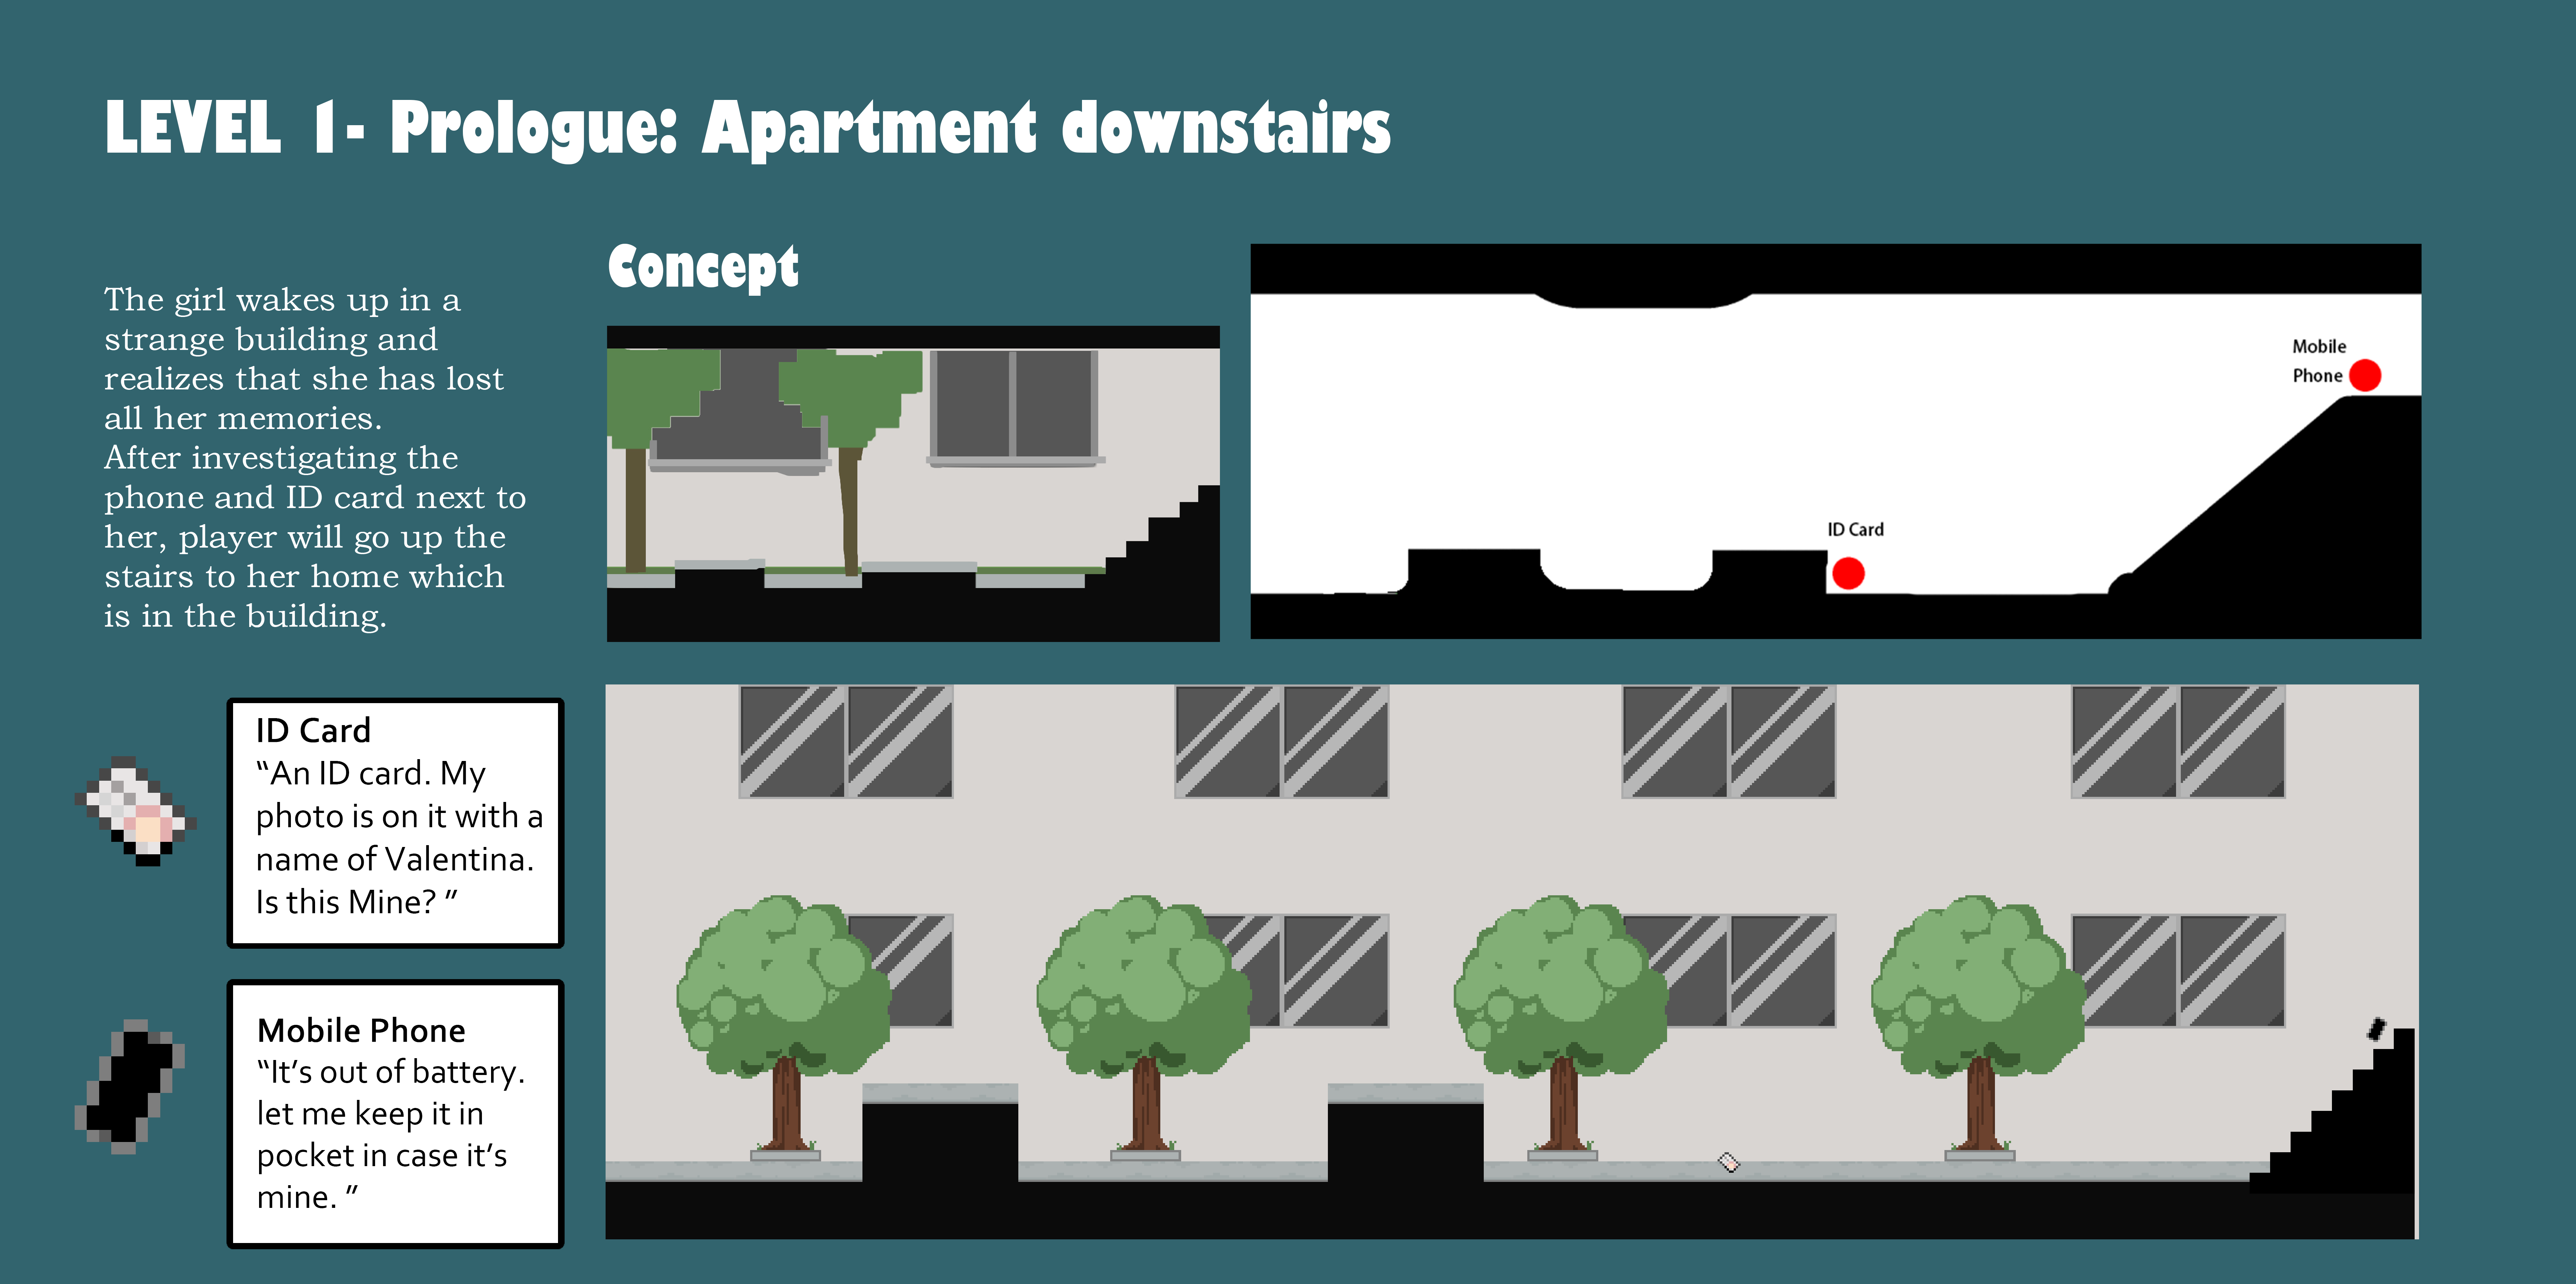 LEVEL 1- Prologue: Apartment downstairs
The girl wakes up in a
strange building and
realizes that she has lost
all her memories.
After investigating the
phone and ID card next to
her, player will go up the
stairs to her home which
is in the building.
Concept
Mobile
Phone
ID Card
ID Card
“An ID card. My
photo is on it with a
name of Valentina.
Is this Mine? ”
Mobile Phone
“It’s out of battery.
let me keep it in
pocket in case it’s
mine. ”